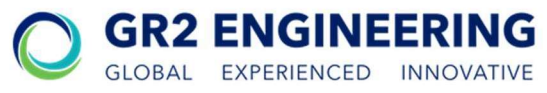 GR2 ENGINEERING
GLOBAL EXPERIENCED INNOVATIVE